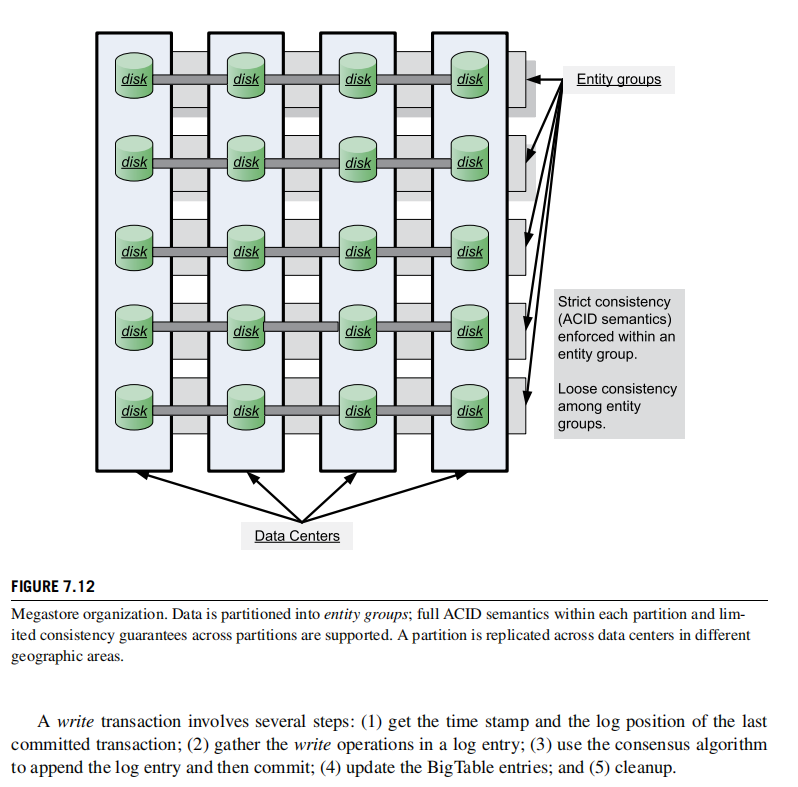 disk disk disk disk
Entity groups
disk disk disk disk
disk disk disk disk
Strict consistency
(ACID semantics)
enforced within an
entity group.
disk disk disk disk
Loose consistency
among entity
groups.
disk disk disk disk
Data Centers
FIGURE 7.12
Megastore organization. Data is partitioned into entity groups; full ACID semantics within each partition and lim-
ited consistency guarantees across partitions are supported. A partition is replicated across data centers in different
geographic areas.
A write transaction involves several steps: (1) get the time stamp and the log position of the last
committed transaction; (2) gather the write operations in a log entry; (3) use the consensus algorithm
to append the log entry and then commit; (4) update the BigTable entries; and (5) cleanup.